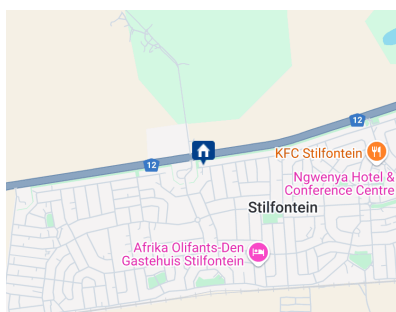 12
KFC Stilfontein
12
Ngwenya Hotel &
Conference Centre
Stilfontein
Afrika Olifants-Den
Gastehuis Stilfontein